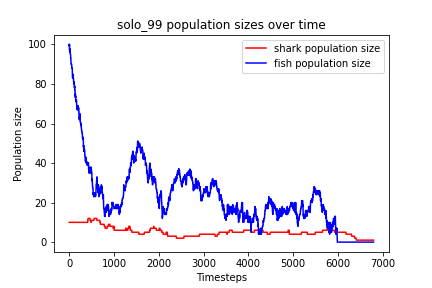 solo_99 population sizes over time
shark population size
fish population size
Population size
100
80
60
40
20
0
0 1000 2000 3000 4000 5000 6000 7000
Timesteps